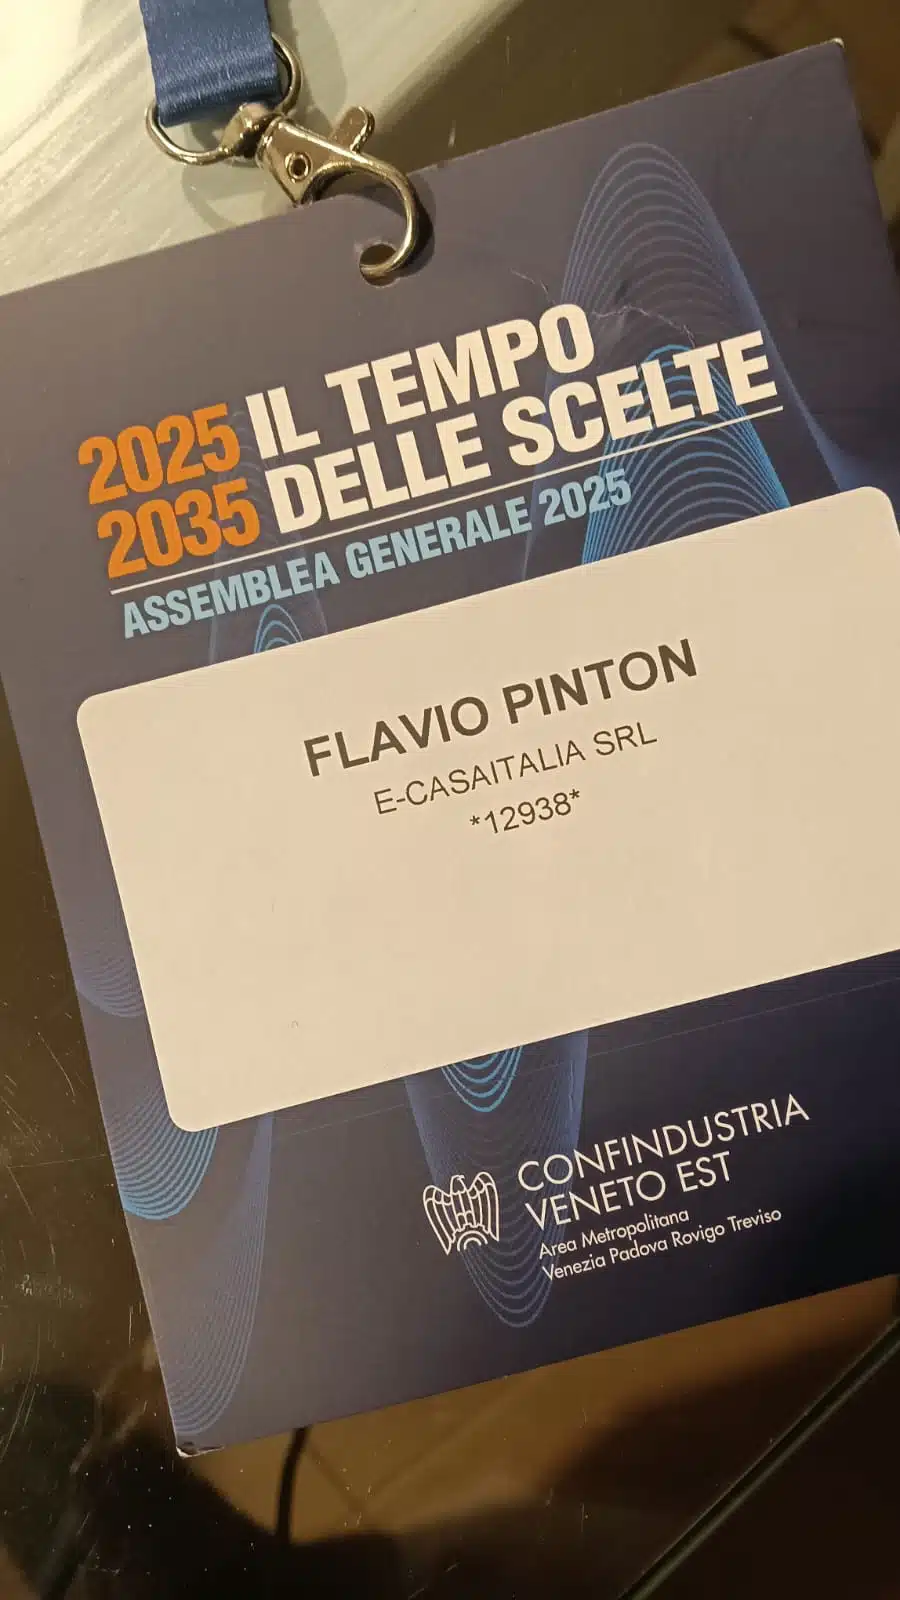 2025 IL TEMPO
2035 DELLE SCELTE
ASSEMBLEA GENERALE 2025
FLAVIO PINTON
E-CASAITALIA SRL
*12938*
CONFINDUSTRIA
VENETO EST
Area Metropolitana
Venezia Padova Rovigo Treviso